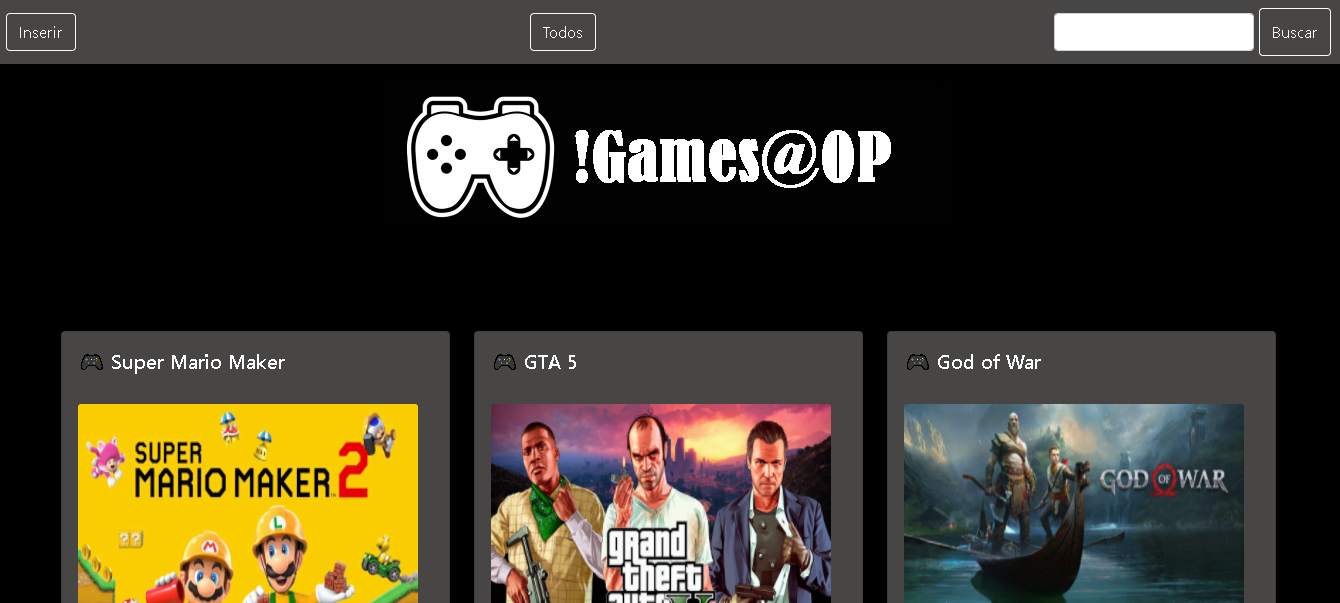 Inserir
Todos
Buscar
!Games@OP
Super Mario Maker
GTA 5
God of War
SUPER
MARIO MAKER 2
??
M
L
grand
theft
auto
V
GOD OF WAR